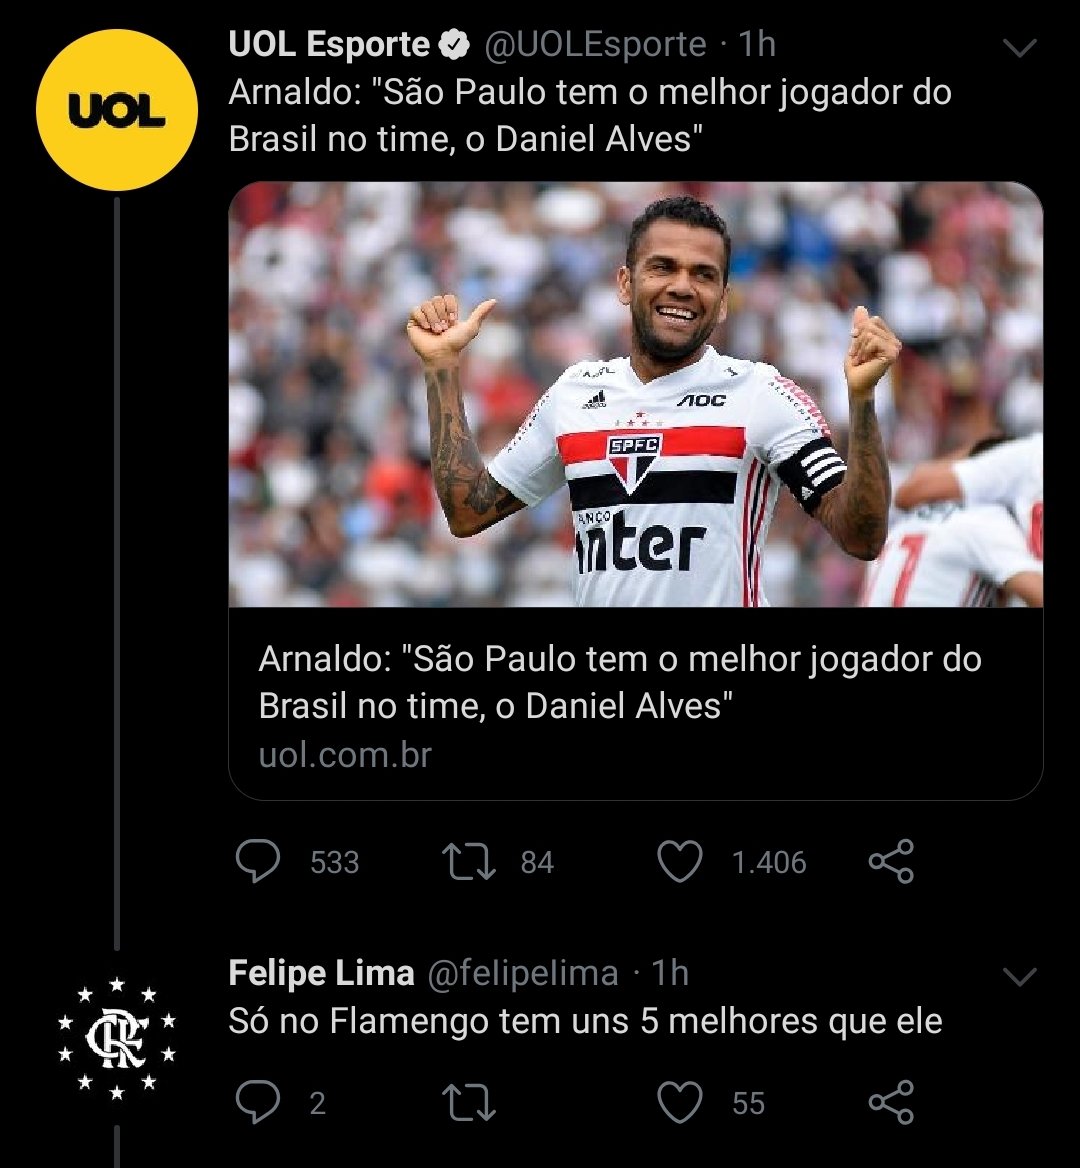 UOL
UOL Esporte @UOLEsporte · 1h
Arnaldo: "São Paulo tem o melhor jogador do
Brasil no time, o Daniel Alves"
AOC
SPFC
inter
Arnaldo: "São Paulo tem o melhor jogador do
Brasil no time, o Daniel Alves"
uol.com.br
533 84 1.406
Felipe Lima @felipelima · 1h
Só no Flamengo tem uns 5 melhores que ele
2 55